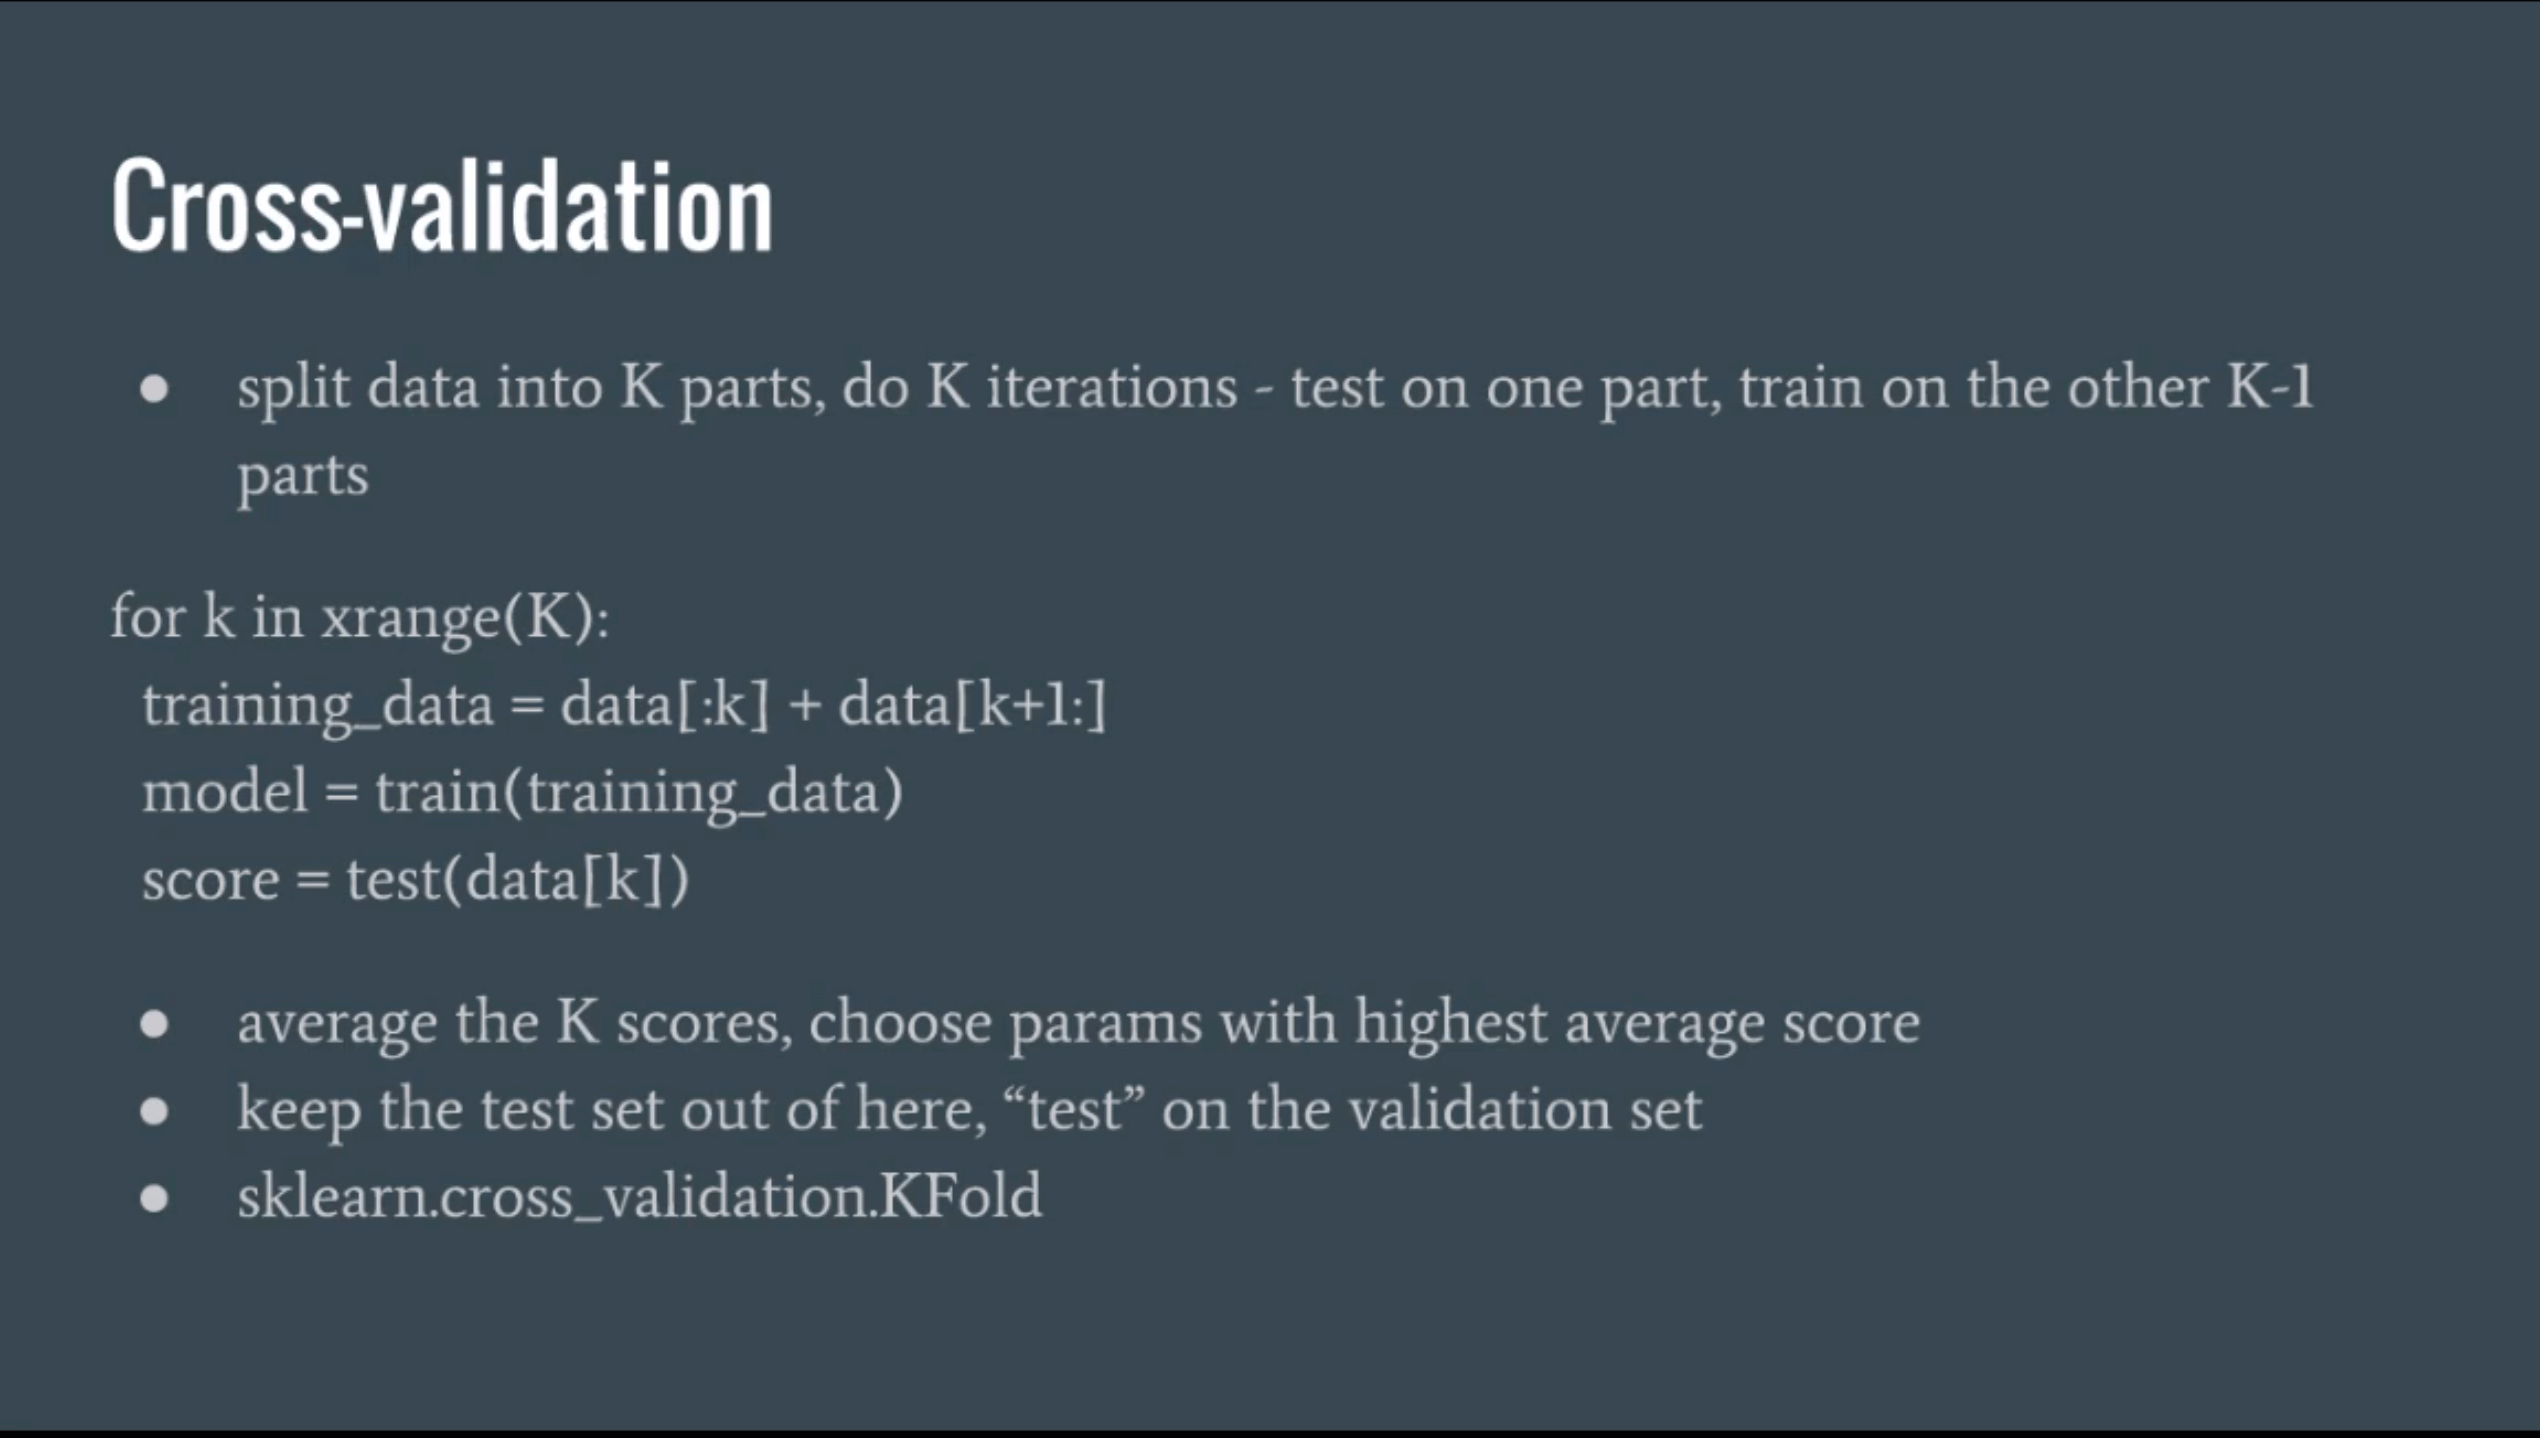 Cross-validation
● split data into K parts, do K iterations - test on one part, train on the other K-1
parts
for k in xrange(K):
training_data = data[:k] + data[k+1:]
model = train(training_data)
score = test(data[k])
● average the K scores, choose params with highest average score
● keep the test set out of here, “test” on the validation set
● sklearn.cross_validation.KFold